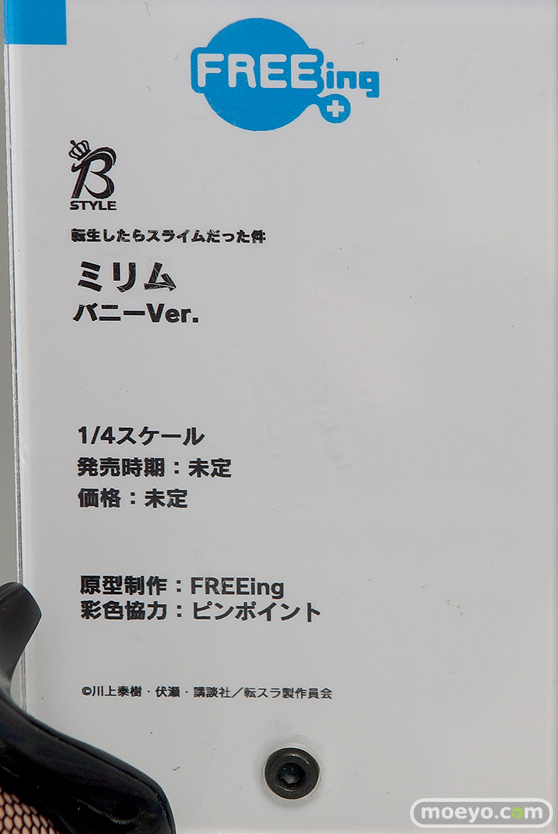 FREEing
B
STYLE
転生したらスライムだった件
ミリム
バニーVer.
1/4スケール
発売時期：未定
価格：未定
原型制作：FREEing
彩色協力：ピンポイント
©川上泰樹・伏瀬・講談社／転スラ製作委員会
moeyo.com